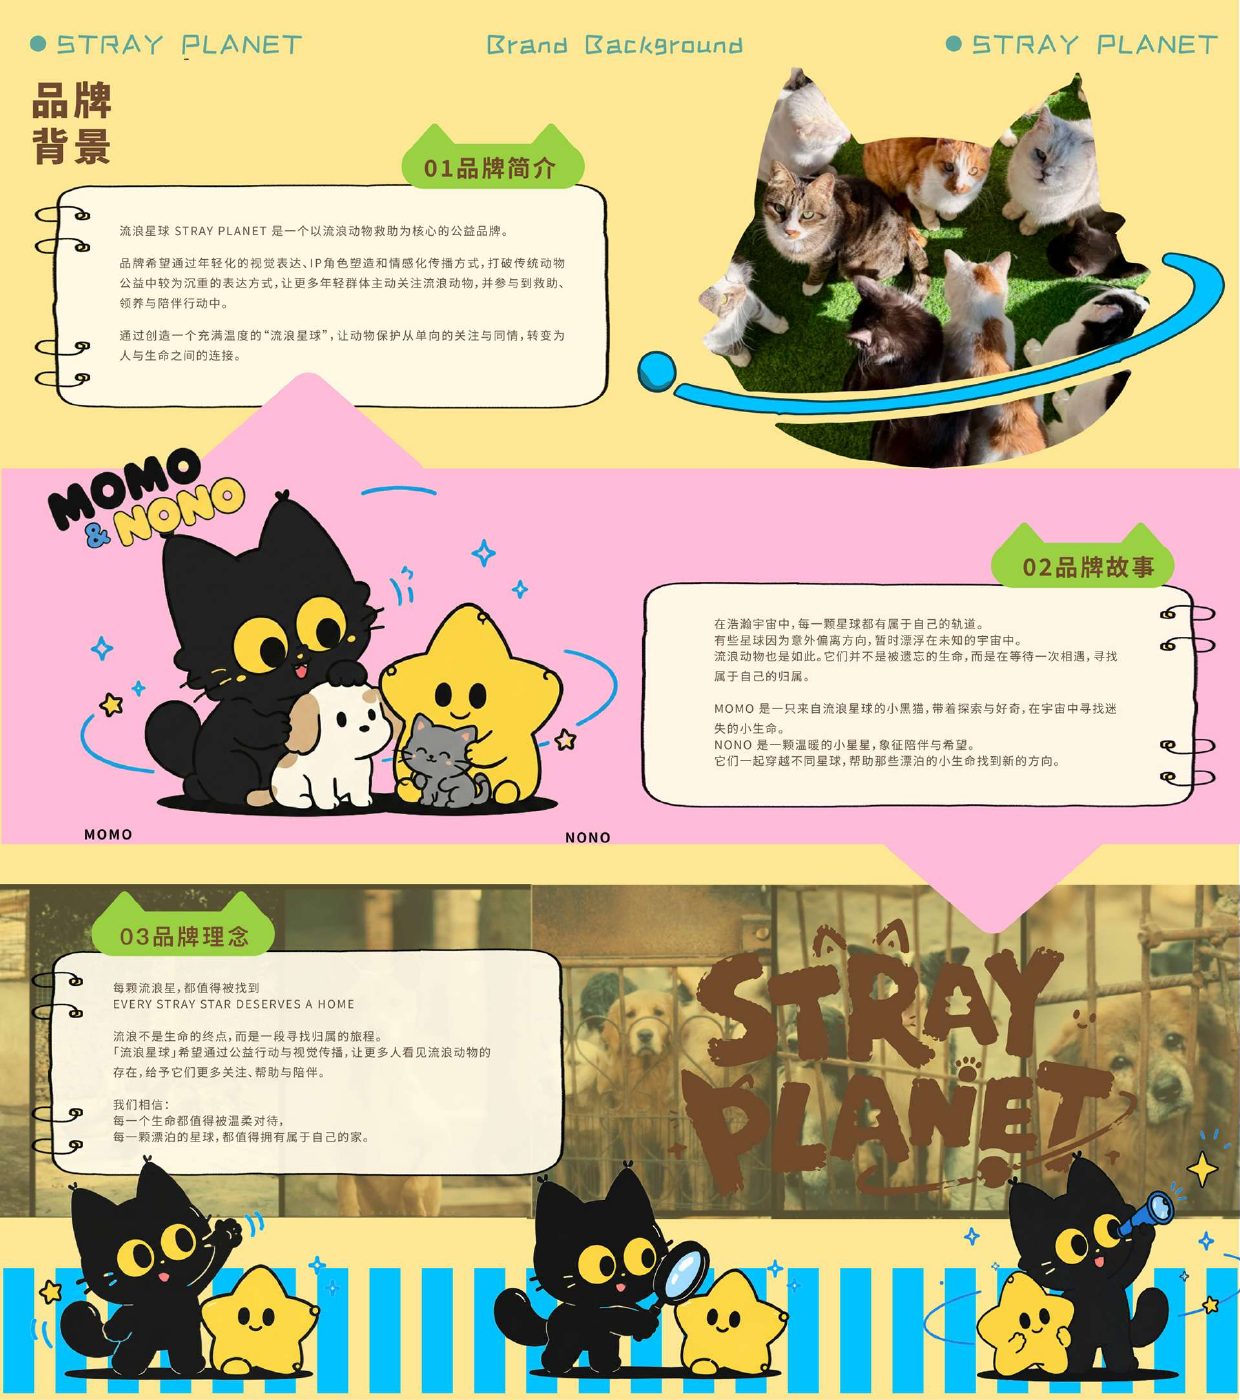 STRAY PLANET
Brand Background
STRAY PLANET
品牌
背景
01品牌简介
流浪星球 STRAY PLANET 是一个以流浪动物救助为核心的公益品牌。
品牌希望通过年轻化的视觉表达、IP角色塑造和情感化传播方式,打破传统动物
公益中较为沉重的表达方式,让更多年轻群体主动关注流浪动物,并参与到救助、
领养与陪伴行动中。
通过创造一个充满温度的“流浪星球”,让动物保护从单向的关注与同情,转变为
人与生命之间的连接。
MOMO
& NONO
02品牌故事
在浩瀚宇宙中,每一颗星球都有属于自己的轨道。
有些星球因为意外偏离方向,暂时漂浮在未知的宇宙中。
流浪动物也是如此。它们并不是被遗忘的生命,而是在等待一次相遇,寻找
属于自己的归属。
MOMO 是一只来自流浪星球的小黑猫,带着探索与好奇,在宇宙中寻找迷
失的小生命。
NONO 是一颗温暖的小星星,象征陪伴与希望。
它们一起穿越不同星球,帮助那些漂泊的小生命找到新的方向。
MOMO
NONO
03品牌理念
每颗流浪星,都值得被找到
EVERY STRAY STAR DESERVES A HOME
流浪不是生命的终点,而是一段寻找归属的旅程。
「流浪星球」希望通过公益行动与视觉传播,让更多人看见流浪动物的
存在,给予它们更多关注、帮助与陪伴。
我们相信:
每一个生命都值得被温柔对待,
每一颗漂泊的星球,都值得拥有属于自己的家。
STRAY
PLANET